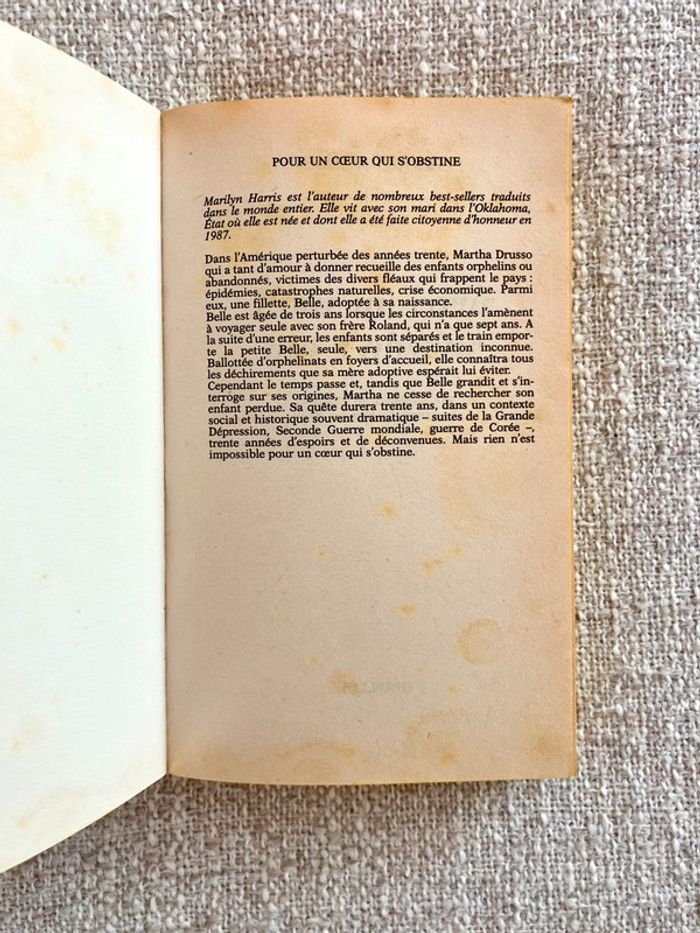 POUR UN CŒUR QUI S'OBSTINE
Marilyn Harris est l'auteur de nombreux best-sellers traduits
dans le monde entier. Elle vit avec son mari dans l'Oklahoma,
État où elle est née et dont elle a été faite citoyenne d'honneur en
1987.
Dans l'Amérique perturbée des années trente, Martha Drusso
qui a tant d'amour à donner recueille des enfants orphelins ou
abandonnés, victimes des divers fléaux qui frappent le pays :
épidémies, catastrophes naturelles, crise économique. Parmi
eux, une fillette, Belle, adoptée à sa naissance.
Belle est âgée de trois ans lorsque les circonstances l'amènent
à voyager seule avec son frère Roland, qui n'a que sept ans. A
la suite d'une erreur, les enfants sont séparés et le train empor-
te la petite Belle, seule, vers une destination inconnue.
Ballottée d'orphelinats en foyers d'accueil, elle connaîtra tous
les déchirements que sa mère adoptive espérait lui éviter.
Cependant le temps passe et, tandis que Belle grandit et s'in-
terroge sur ses origines, Martha ne cesse de rechercher son
enfant perdue. Sa quête durera trente ans, dans un contexte
social et historique souvent dramatique – suites de la Grande
Dépression, Seconde Guerre mondiale, guerre de Corée –,
trente années d'espoirs et de déconvenues. Mais rien n'est
impossible pour un cœur qui s'obstine.